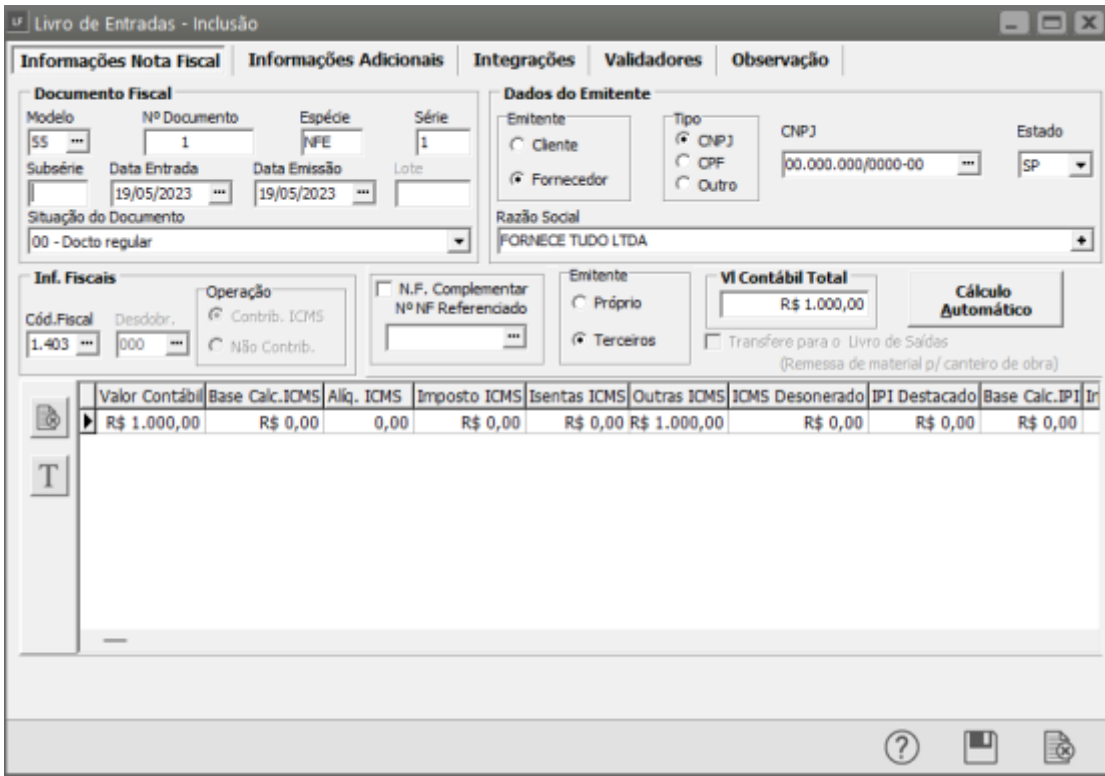 LF Livro de Entradas - Inclusão
Informações Nota Fiscal Informações Adicionais Integrações Validadores Observação
Documento Fiscal
Modelo Nº Documento Espécie Série
55 ... 1 NFE 1
Subsérie Data Entrada Data Emissão Lote
19/05/2023 ... 19/05/2023 ...
Situação do Documento
00 - Docto regular
Dados do Emitente
Emitente
Cliente
Fornecedor
Tipo
CNPJ
CPF
Outro
CNPJ Estado
00.000.000/0000-00 ... SP
Razão Social
FORNECE TUDO LTDA +
Inf. Fiscais
Cód.Fiscal Desdobr.
1.403 ... 000 ...
Operação
Contrib. ICMS
Não Contrib.
N.F. Complementar
Nº NF Referenciado
...
Emitente
Próprio
Terceiros
Vl Contábil Total
R$ 1.000,00
Cálculo
Automático
Transfere para o Livro de Saídas
(Remessa de material p/ canteiro de obra)
Valor Contábil Base Calc.ICMS Alíq. ICMS Imposto ICMS Isentas ICMS Outras ICMS ICMS Desonerado IPI Destacado Base Calc.IPI
R$ 1.000,00 R$ 0,00 0,00 R$ 0,00 R$ 0,00 R$ 1.000,00 R$ 0,00 R$ 0,00 R$ 0,00
T
?